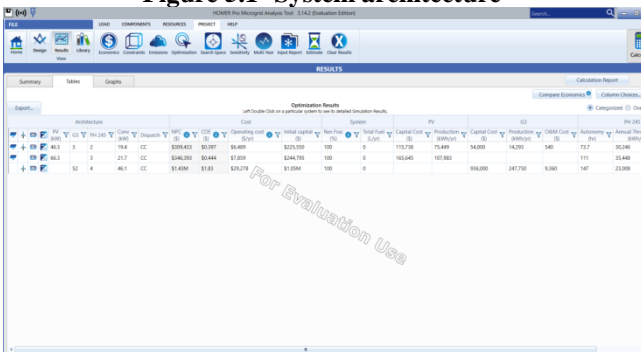 Figure 3.1 System architecture
HOMER Pro Microgrid Analysis Tool 3.14.2 (Evaluation Edition)
Search...
FILE LOAD COMPONENTS RESOURCES PROJECT HELP
Home Design Results Library Economics Constraints Emissions Optimization Search Space Sensitivity Multi-Year Input Report Estimate Clear Results
View
RESULTS
Summary Tables Graphs Calculation Report
Compare Economics Column Choices...
Export... Optimization Results Categorized
Left Double Click on a particular system to see its detailed Simulation Results.
Architecture Cost System PV G3 PH 245
PV (kW) G3 PH 245 Conv (kW) Dispatch NPC ($) COE ($) Operating cost ($/yr) Initial capital ($) Ren Frac Total Fuel (L/yr) Capital Cost ($) Production (kWh/yr) Capital Cost ($) Production (kWh/yr) O&M Cost ($) Autonomy (hr)
46.3 3 2 19.4 CC $309,433 $0.397 $6,489 $225,550 100 0 115,738 75,449 54,000 14,293 540 73.7 30,246
66.3 3 21.7 CC $346,393 $0.444 $7,859 $244,795 100 0 165,645 107,983 111 35,448
52 4 46.1 CC $1.43M $1.83 $29,278 $1.05M 100 0 936,000 247,750 9,360 147 23,008
For Evaluation Use